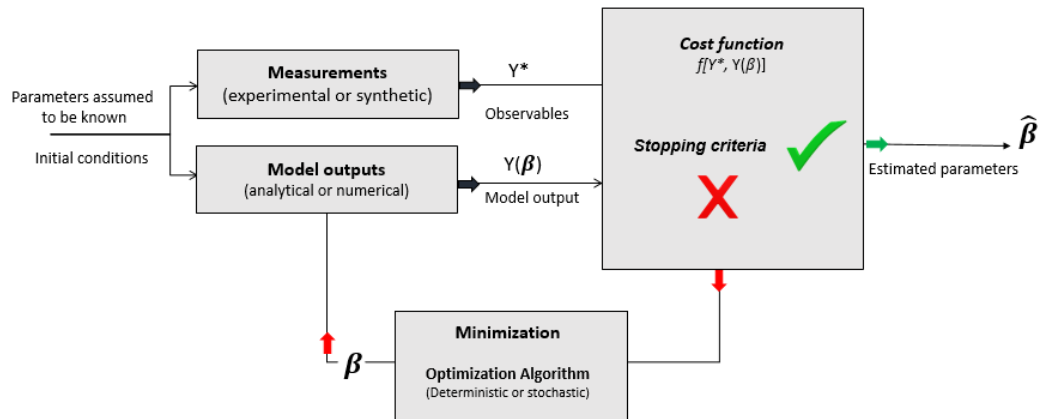 Parameters assumed
to be known
Initial conditions
Measurements
(experimental or synthetic)
Y*
Observables
Model outputs
(analytical or numerical)
Y(β)
Model output
Cost function
f[Y*, Y(β)]
Stopping criteria
β̂
Estimated parameters
Minimization
β
Optimization Algorithm
(Deterministic or stochastic)